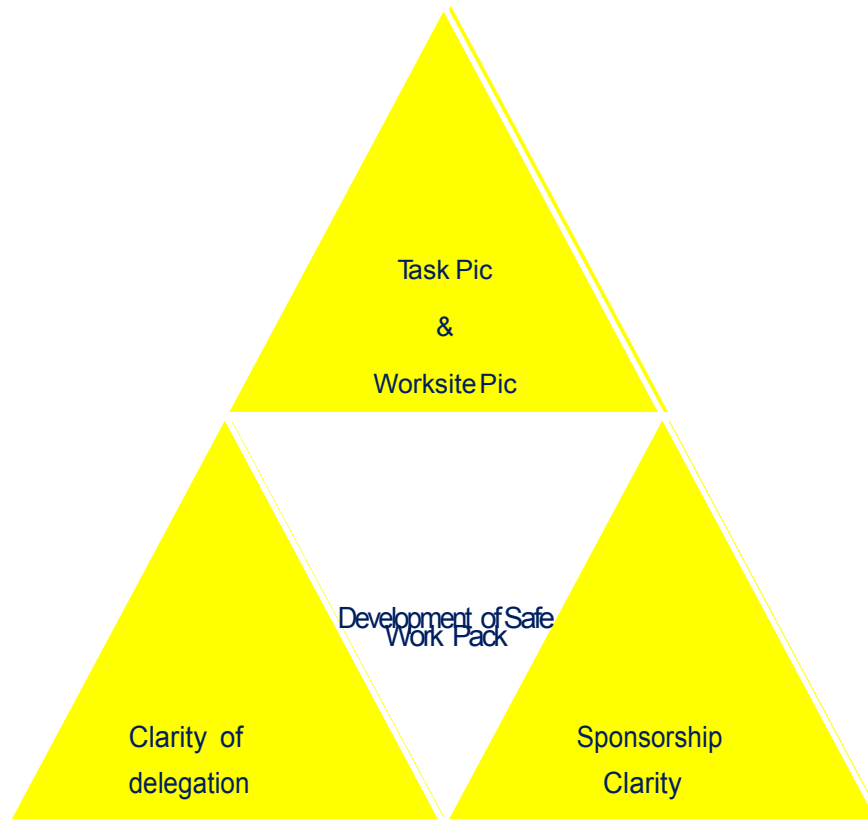 Task Pic
&
Worksite Pic
Development of Safe
Work Pack
Clarity of
delegation
Sponsorship
Clarity